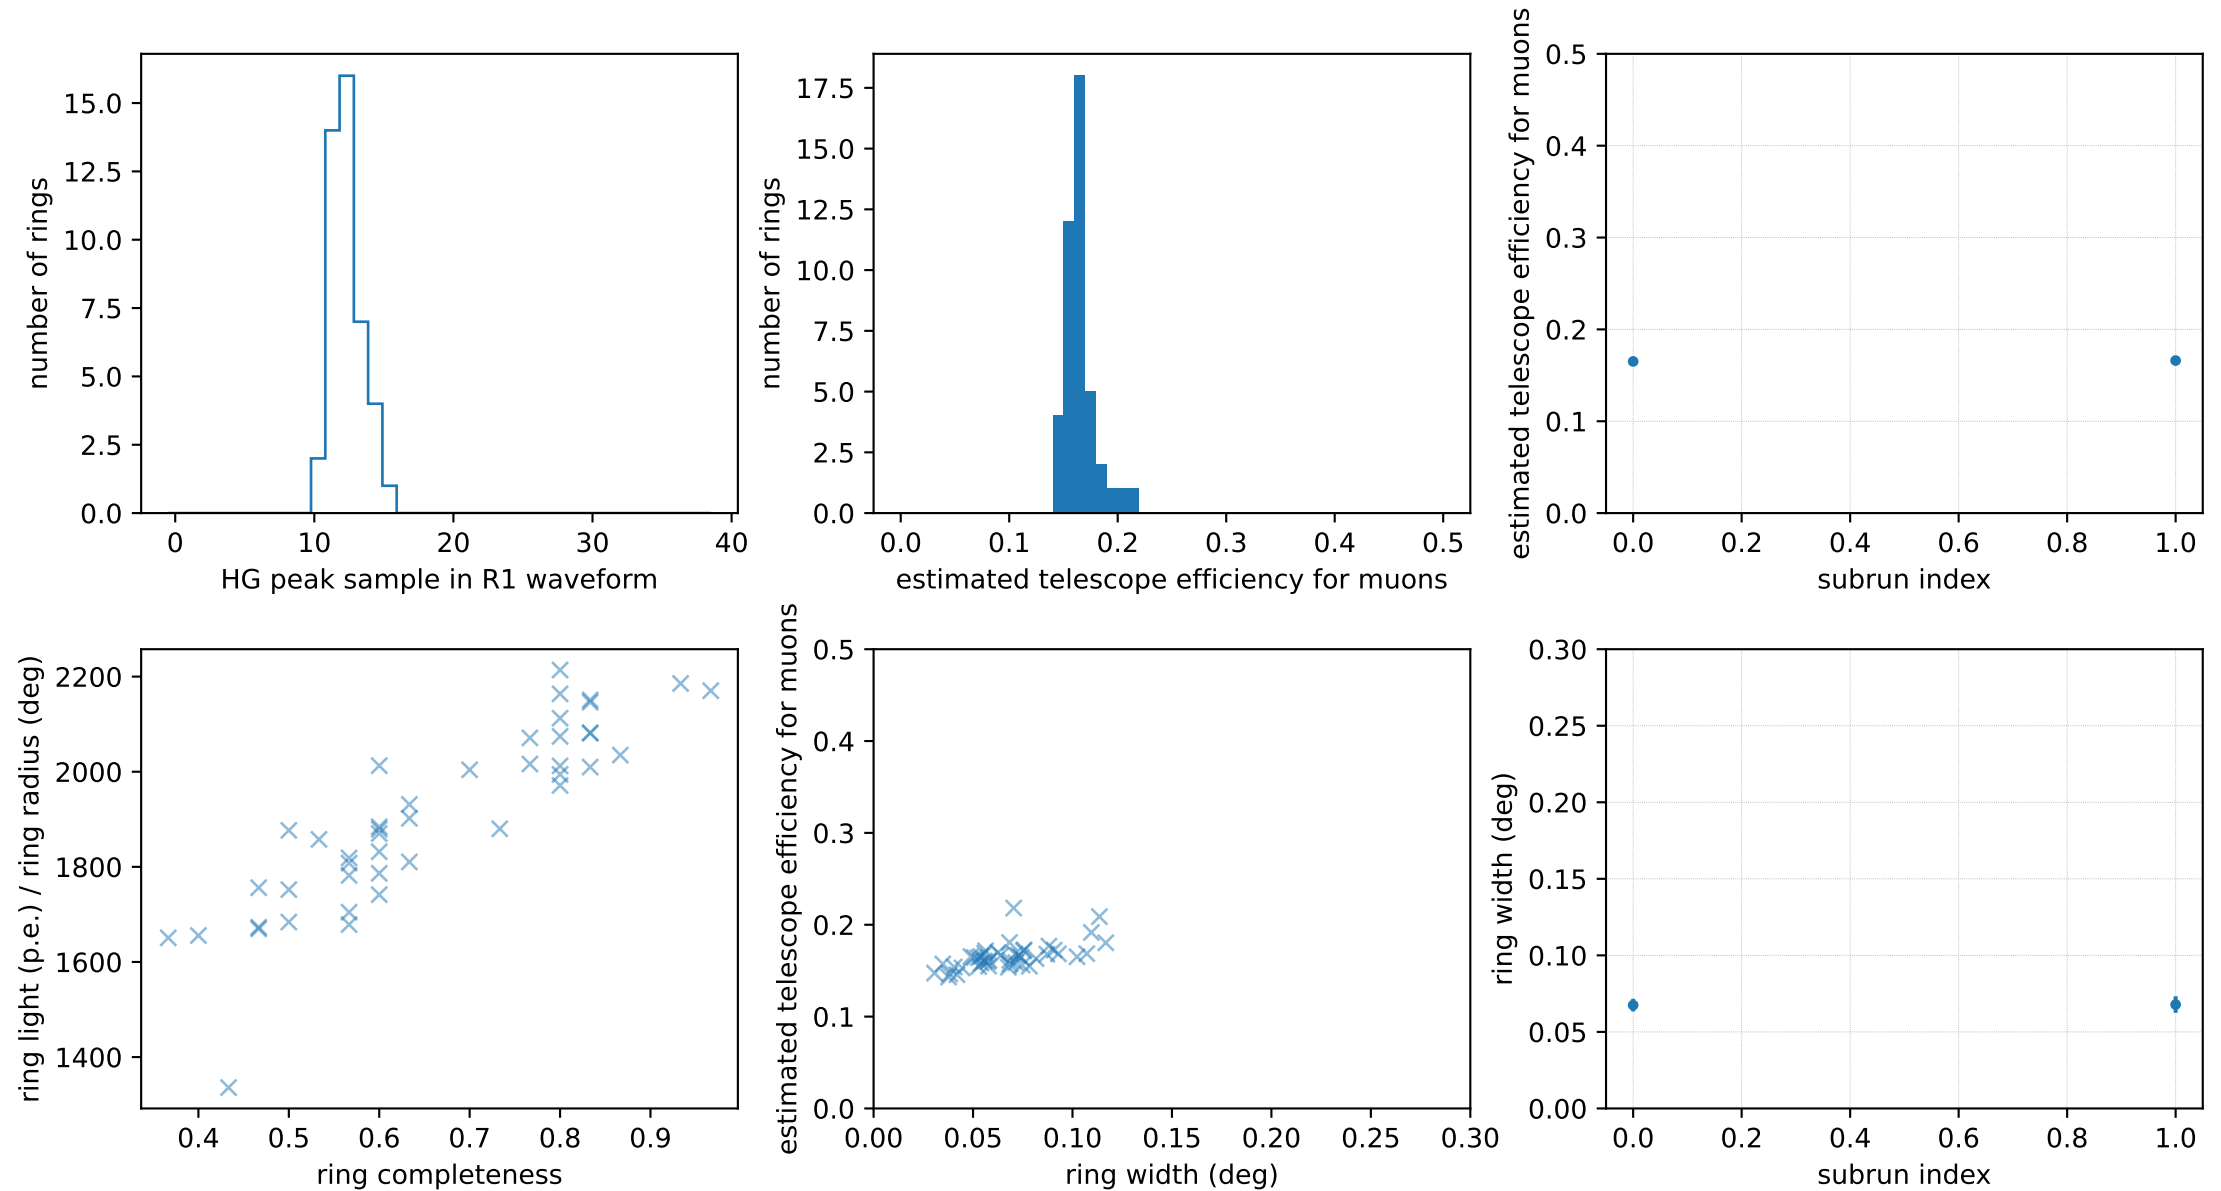 number of rings
15.0
12.5
10.0
7.5
5.0
2.5
0.0
0 10 20 30 40
HG peak sample in R1 waveform
number of rings
17.5
15.0
12.5
10.0
7.5
5.0
2.5
0.0
0.0 0.1 0.2 0.3 0.4 0.5
estimated telescope efficiency for muons
estimated telescope efficiency for muons
0.5
0.4
0.3
0.2
0.1
0.0
0.0 0.2 0.4 0.6 0.8 1.0
subrun index
ring light (p.e.) / ring radius (deg)
2200
2000
1800
1600
1400
0.4 0.5 0.6 0.7 0.8 0.9
ring completeness
estimated telescope efficiency for muons
0.5
0.4
0.3
0.2
0.1
0.0
0.00 0.05 0.10 0.15 0.20 0.25 0.30
ring width (deg)
ring width (deg)
0.30
0.25
0.20
0.15
0.10
0.05
0.00
0.0 0.2 0.4 0.6 0.8 1.0
subrun index